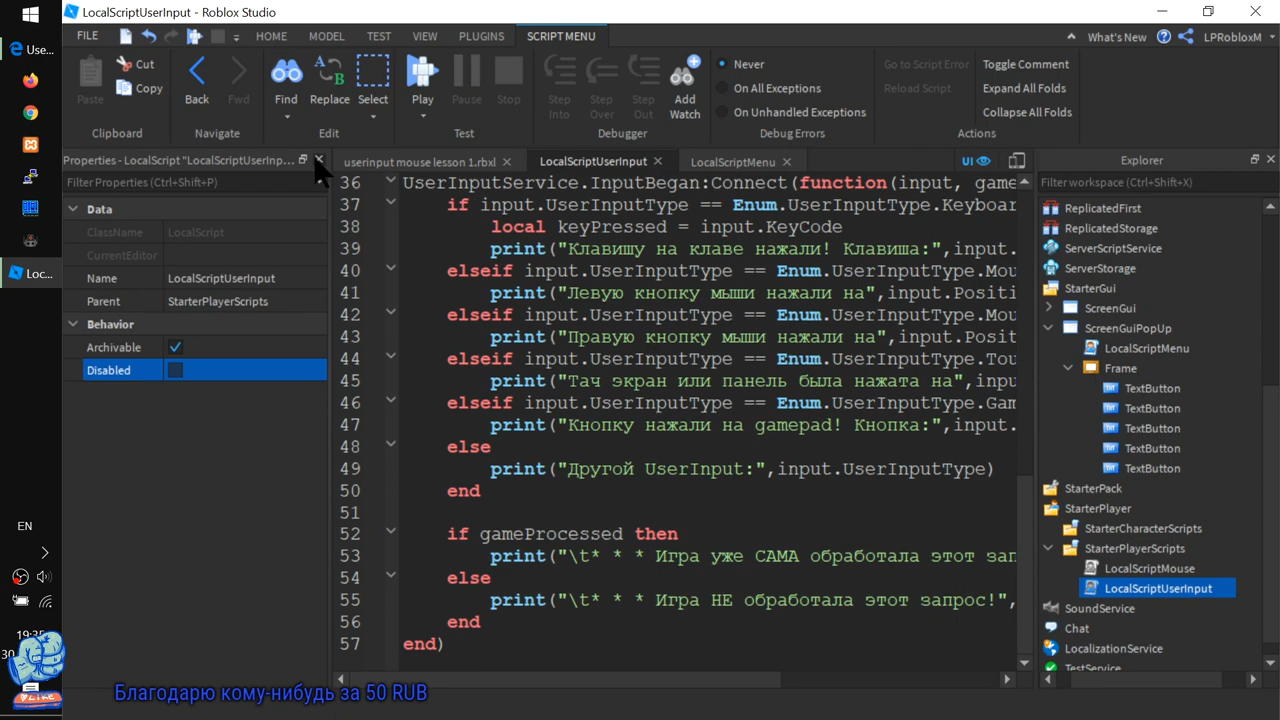 LocalScriptUserInput - Roblox Studio
FILE HOME MODEL TEST VIEW PLUGINS SCRIPT MENU What's New LPRobloxM
Use...
Loc...
EN
Paste Cut Copy Back Fwd Find Replace Select Play Pause Stop Step Into Step Over Step Out Add Watch
Never
On All Exceptions
On Unhandled Exceptions
Go to Script Error
Reload Script
Toggle Comment
Expand All Folds
Collapse All Folds
Clipboard Navigate Edit Test Debugger Debug Errors Actions
Properties - LocalScript "LocalScriptUserInp...
Filter Properties (Ctrl+Shift+P)
Data
ClassName LocalScript
CurrentEditor
Name LocalScriptUserInput
Parent StarterPlayerScripts
Behavior
Archivable
Disabled
userinput mouse lesson 1.rbxl LocalScriptUserInput LocalScriptMenu UI
36 UserInputService.InputBegan:Connect(function(input, game
37 if input.UserInputType == Enum.UserInputType.Keyboar
38 local keyPressed = input.KeyCode
39 print("Клавишу на клаве нажали! Клавиша:",input.
40 elseif input.UserInputType == Enum.UserInputType.Mou
41 print("Левую кнопку мыши нажали на",input.Positi
42 elseif input.UserInputType == Enum.UserInputType.Mou
43 print("Правую кнопку мыши нажали на",input.Posit
44 elseif input.UserInputType == Enum.UserInputType.Tou
45 print("Тач экран или панель была нажата на",inpu
46 elseif input.UserInputType == Enum.UserInputType.Gam
47 print("Кнопку нажали на gamepad! Кнопка:",input.
48 else
49 print("Другой UserInput:",input.UserInputType)
50 end
51
52 if gameProcessed then
53 print("\t* * * Игра уже САМА обработала этот зап
54 else
55 print("\t* * * Игра НЕ обработала этот запрос!",
56 end
57 end)
Explorer
Filter workspace (Ctrl+Shift+X)
ReplicatedFirst
ReplicatedStorage
ServerScriptService
ServerStorage
StarterGui
ScreenGui
ScreenGuiPopUp
LocalScriptMenu
Frame
TextButton
TextButton
TextButton
TextButton
TextButton
StarterPack
StarterPlayer
StarterCharacterScripts
StarterPlayerScripts
LocalScriptMouse
LocalScriptUserInput
SoundService
Chat
LocalizationService
TestService
LIKE
Благодарю кому-нибудь за 50 RUB